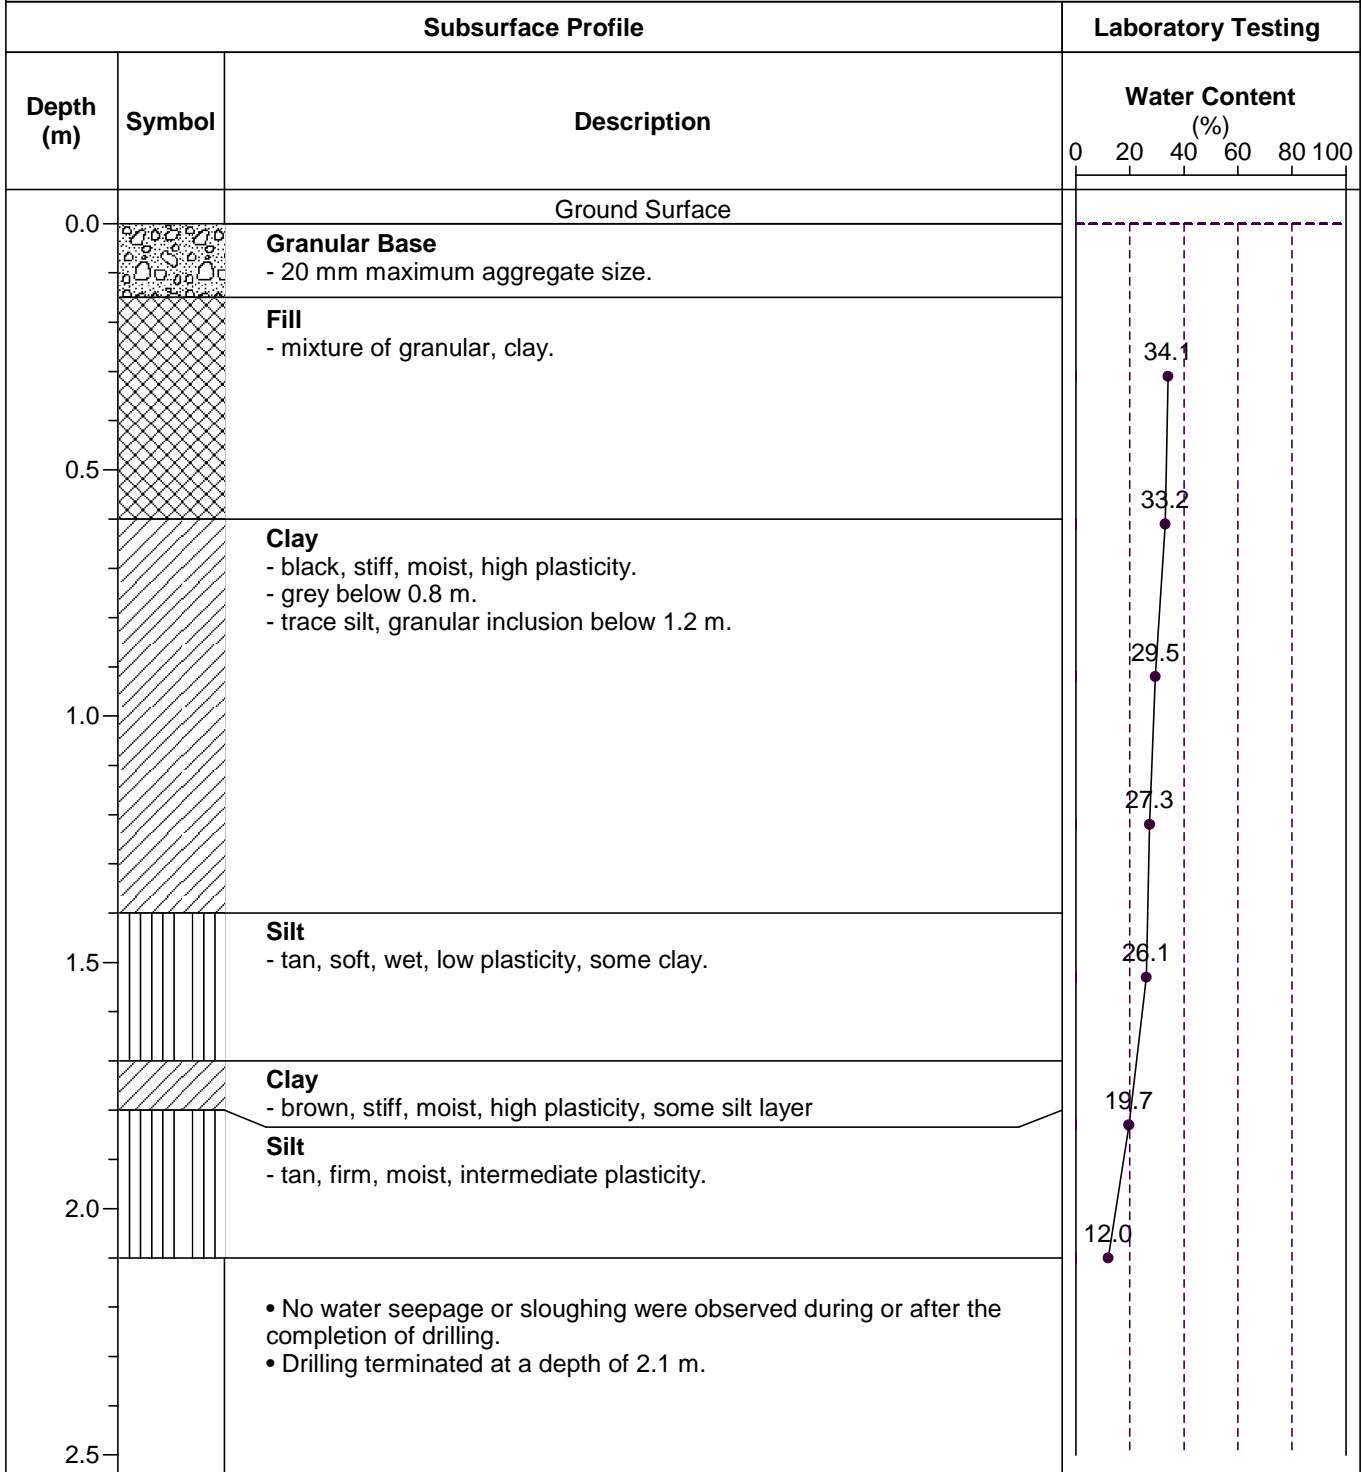 Subsurface Profile
Laboratory Testing
Depth
(m)
Symbol
Description
Water Content
(%)
0 20 40 60 80 100
Ground Surface
0.0
Granular Base
- 20 mm maximum aggregate size.
Fill
- mixture of granular, clay.
34.1
0.5
33.2
Clay
- black, stiff, moist, high plasticity.
- grey below 0.8 m.
- trace silt, granular inclusion below 1.2 m.
29.5
1.0
27.3
Silt
- tan, soft, wet, low plasticity, some clay.
1.5
26.1
Clay
- brown, stiff, moist, high plasticity, some silt layer
19.7
Silt
- tan, firm, moist, intermediate plasticity.
2.0
12.0
• No water seepage or sloughing were observed during or after the
completion of drilling.
• Drilling terminated at a depth of 2.1 m.
2.5